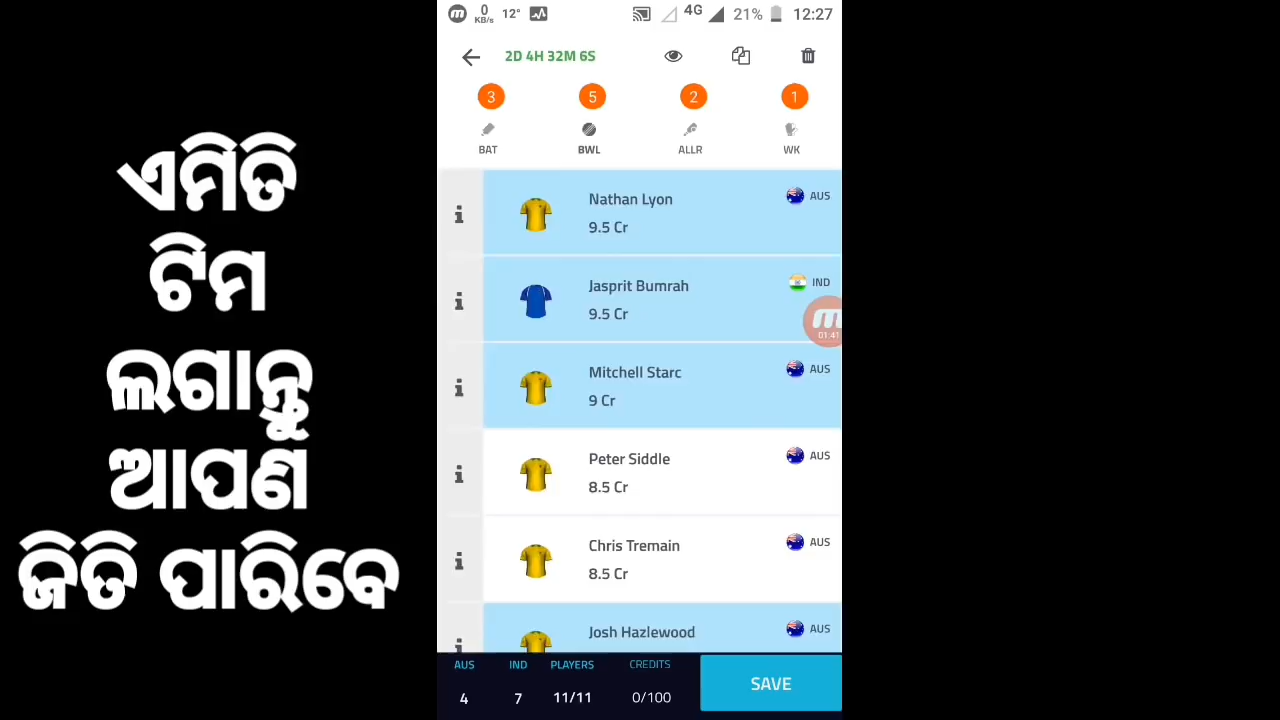 ଏମିତି
ଟିମ
ଲଗାନ୍ତୁ
ଆପଣ
ଜିତି ପାରିବେ
0 KB/s 12° 4G 21% 12:27
2D 4H 32M 6S
3 5 2 1
BAT BWL ALLR WK
Nathan Lyon AUS
9.5 Cr
Jasprit Bumrah IND
9.5 Cr
01:41
Mitchell Starc AUS
9 Cr
Peter Siddle AUS
8.5 Cr
Chris Tremain AUS
8.5 Cr
Josh Hazlewood AUS
AUS IND PLAYERS CREDITS
4 7 11/11 0/100
SAVE